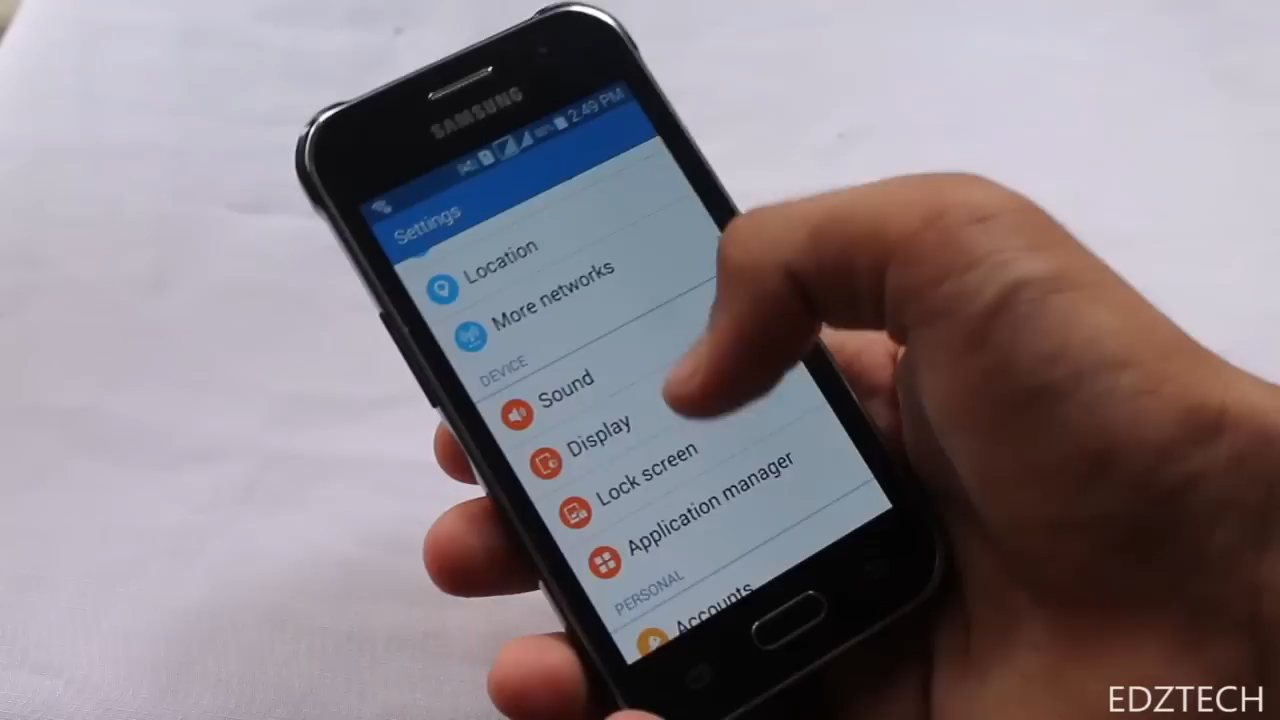 SAMSUNG
2:49 PM
Settings
Location
More networks
DEVICE
Sound
Display
Lock screen
Application manager
PERSONAL
Accounts
EDZTECH